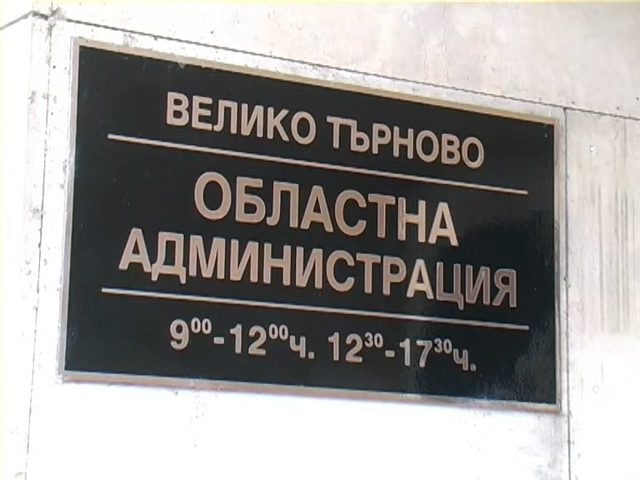 ВЕЛИКО ТЪРНОВО
ОБЛАСТНА
АДМИНИСТРАЦИЯ
9⁰⁰-12⁰⁰ч. 12³⁰-17³⁰ч.